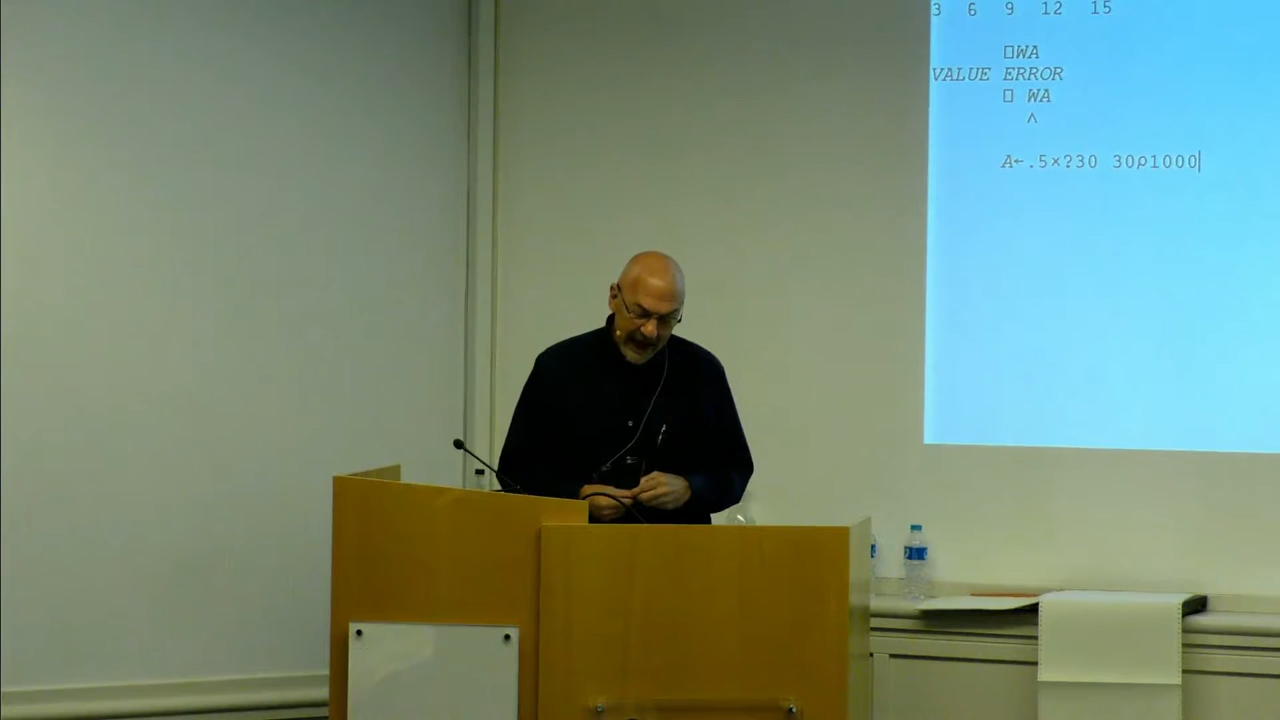 3 6 9 12 15
⎕WA
VALUE ERROR
⎕ WA
^
A←.5×?30 30⍴1000